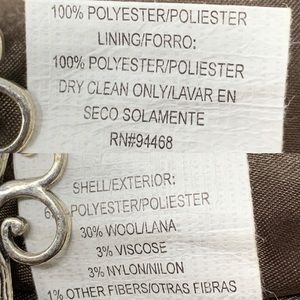 100% POLYESTER/POLIESTER
LINING/FORRO:
100% POLYESTER/POLIESTER
DRY CLEAN ONLY/LAVAR EN
SECO SOLAMENTE
RN#94468
SHELL/EXTERIOR:
POLYESTER/POLIESTER
30% WOOL/LANA
3% VISCOSE
3% NYLON/NILON
1% OTHER FIBERS/OTRAS FIBRAS